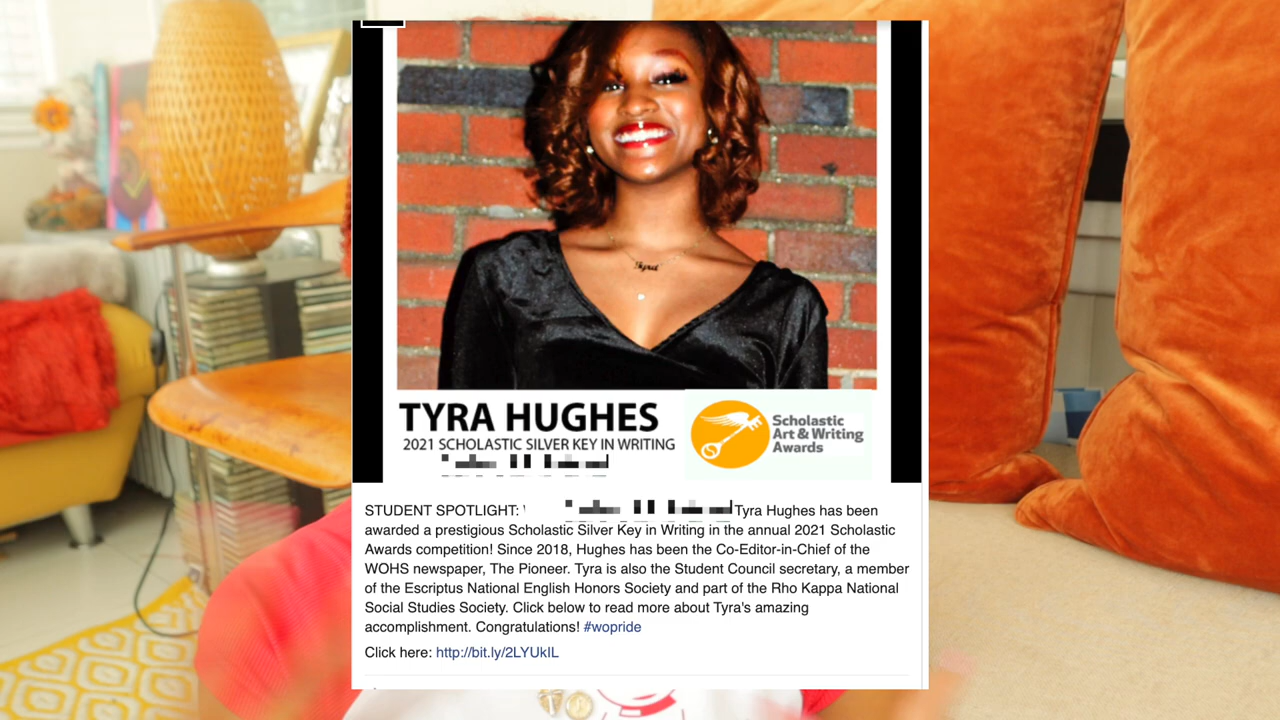 Tyra
TYRA HUGHES
2021 SCHOLASTIC SILVER KEY IN WRITING
Scholastic
Art & Writing
Awards
STUDENT SPOTLIGHT: Tyra Hughes has been
awarded a prestigious Scholastic Silver Key in Writing in the annual 2021 Scholastic
Awards competition! Since 2018, Hughes has been the Co-Editor-in-Chief of the
WOHS newspaper, The Pioneer. Tyra is also the Student Council secretary, a member
of the Escriptus National English Honors Society and part of the Rho Kappa National
Social Studies Society. Click below to read more about Tyra's amazing
accomplishment. Congratulations! #wopride
Click here: http://bit.ly/2LYUkIL